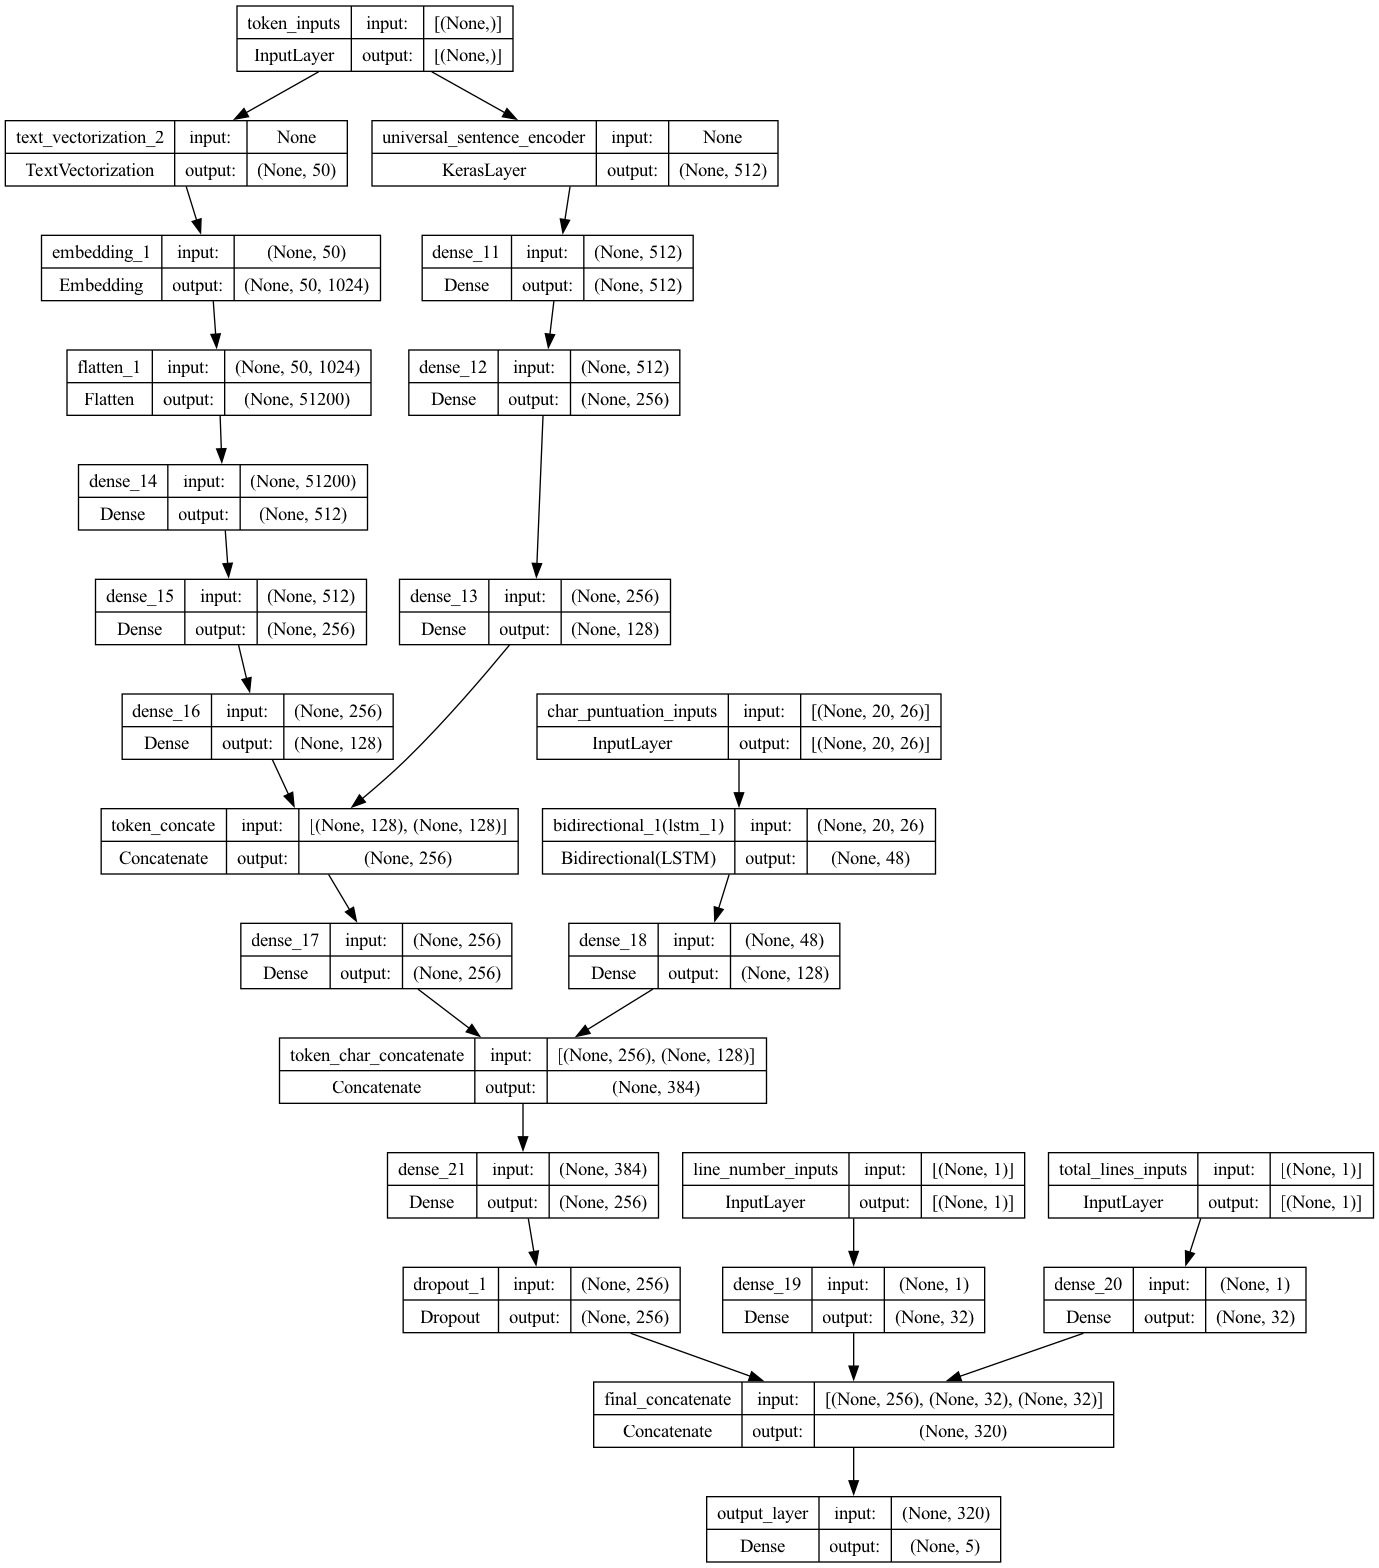 token_inputs input: [(None,)]
InputLayer output: [(None,)]
text_vectorization_2 input: None
TextVectorization output: (None, 50)
universal_sentence_encoder input: None
KerasLayer output: (None, 512)
embedding_1 input: (None, 50)
Embedding output: (None, 50, 1024)
dense_11 input: (None, 512)
Dense output: (None, 512)
flatten_1 input: (None, 50, 1024)
Flatten output: (None, 51200)
dense_12 input: (None, 512)
Dense output: (None, 256)
dense_14 input: (None, 51200)
Dense output: (None, 512)
dense_15 input: (None, 512)
Dense output: (None, 256)
dense_13 input: (None, 256)
Dense output: (None, 128)
dense_16 input: (None, 256)
Dense output: (None, 128)
char_puntuation_inputs input: [(None, 20, 26)]
InputLayer output: [(None, 20, 26)]
token_concate input: [(None, 128), (None, 128)]
Concatenate output: (None, 256)
bidirectional_1(lstm_1) input: (None, 20, 26)
Bidirectional(LSTM) output: (None, 48)
dense_17 input: (None, 256)
Dense output: (None, 256)
dense_18 input: (None, 48)
Dense output: (None, 128)
token_char_concatenate input: [(None, 256), (None, 128)]
Concatenate output: (None, 384)
dense_21 input: (None, 384)
Dense output: (None, 256)
line_number_inputs input: [(None, 1)]
InputLayer output: [(None, 1)]
total_lines_inputs input: [(None, 1)]
InputLayer output: [(None, 1)]
dropout_1 input: (None, 256)
Dropout output: (None, 256)
dense_19 input: (None, 1)
Dense output: (None, 32)
dense_20 input: (None, 1)
Dense output: (None, 32)
final_concatenate input: [(None, 256), (None, 32), (None, 32)]
Concatenate output: (None, 320)
output_layer input: (None, 320)
Dense output: (None, 5)